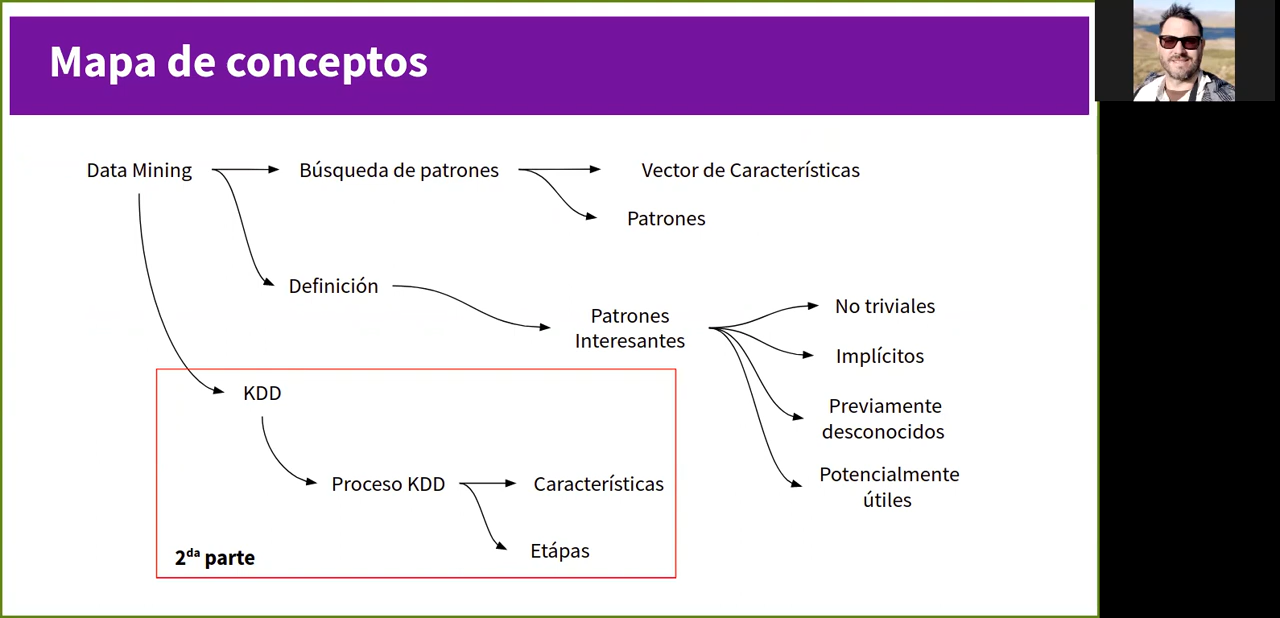 Mapa de conceptos
Data Mining
Búsqueda de patrones
Vector de Características
Patrones
Definición
Patrones
Interesantes
No triviales
Implícitos
Previamente
desconocidos
Potencialmente
útiles
KDD
Proceso KDD
Características
Etápas
2da parte